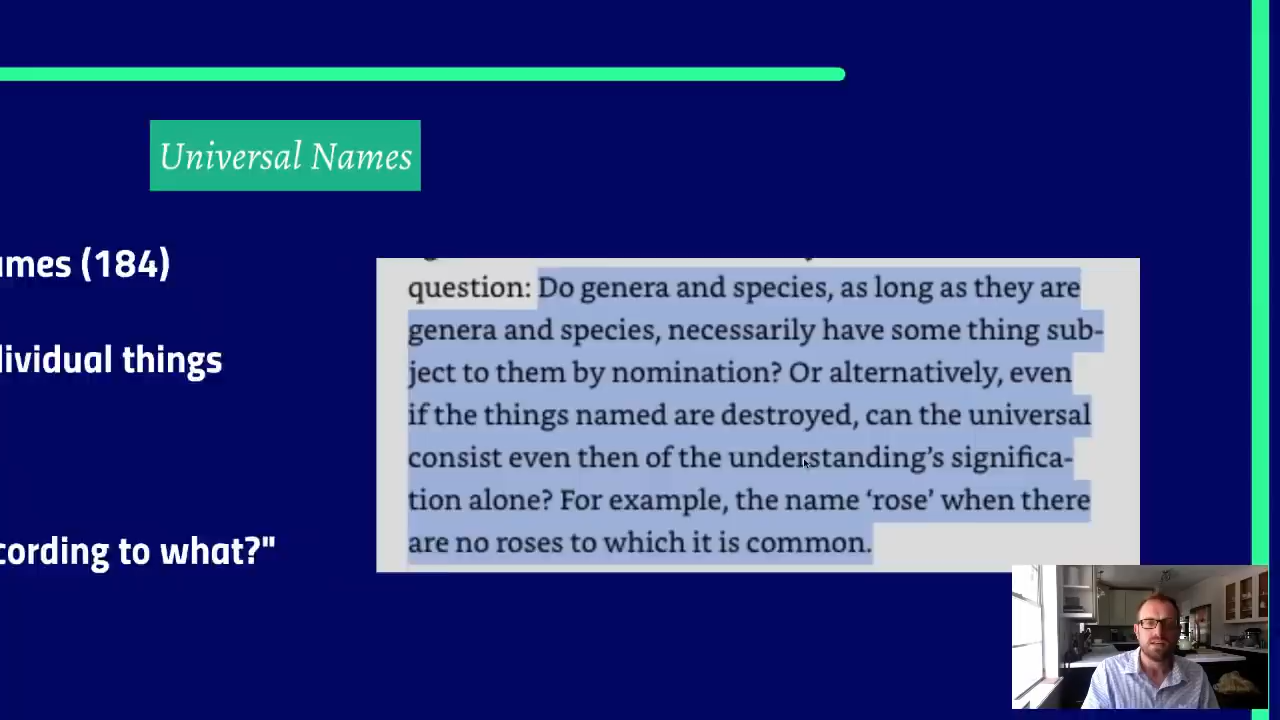 Universal Names
mes (184)
dividual things
cording to what?"
question: Do genera and species, as long as they are
genera and species, necessarily have some thing sub-
ject to them by nomination? Or alternatively, even
if the things named are destroyed, can the universal
consist even then of the understanding’s significa-
tion alone? For example, the name ‘rose’ when there
are no roses to which it is common.